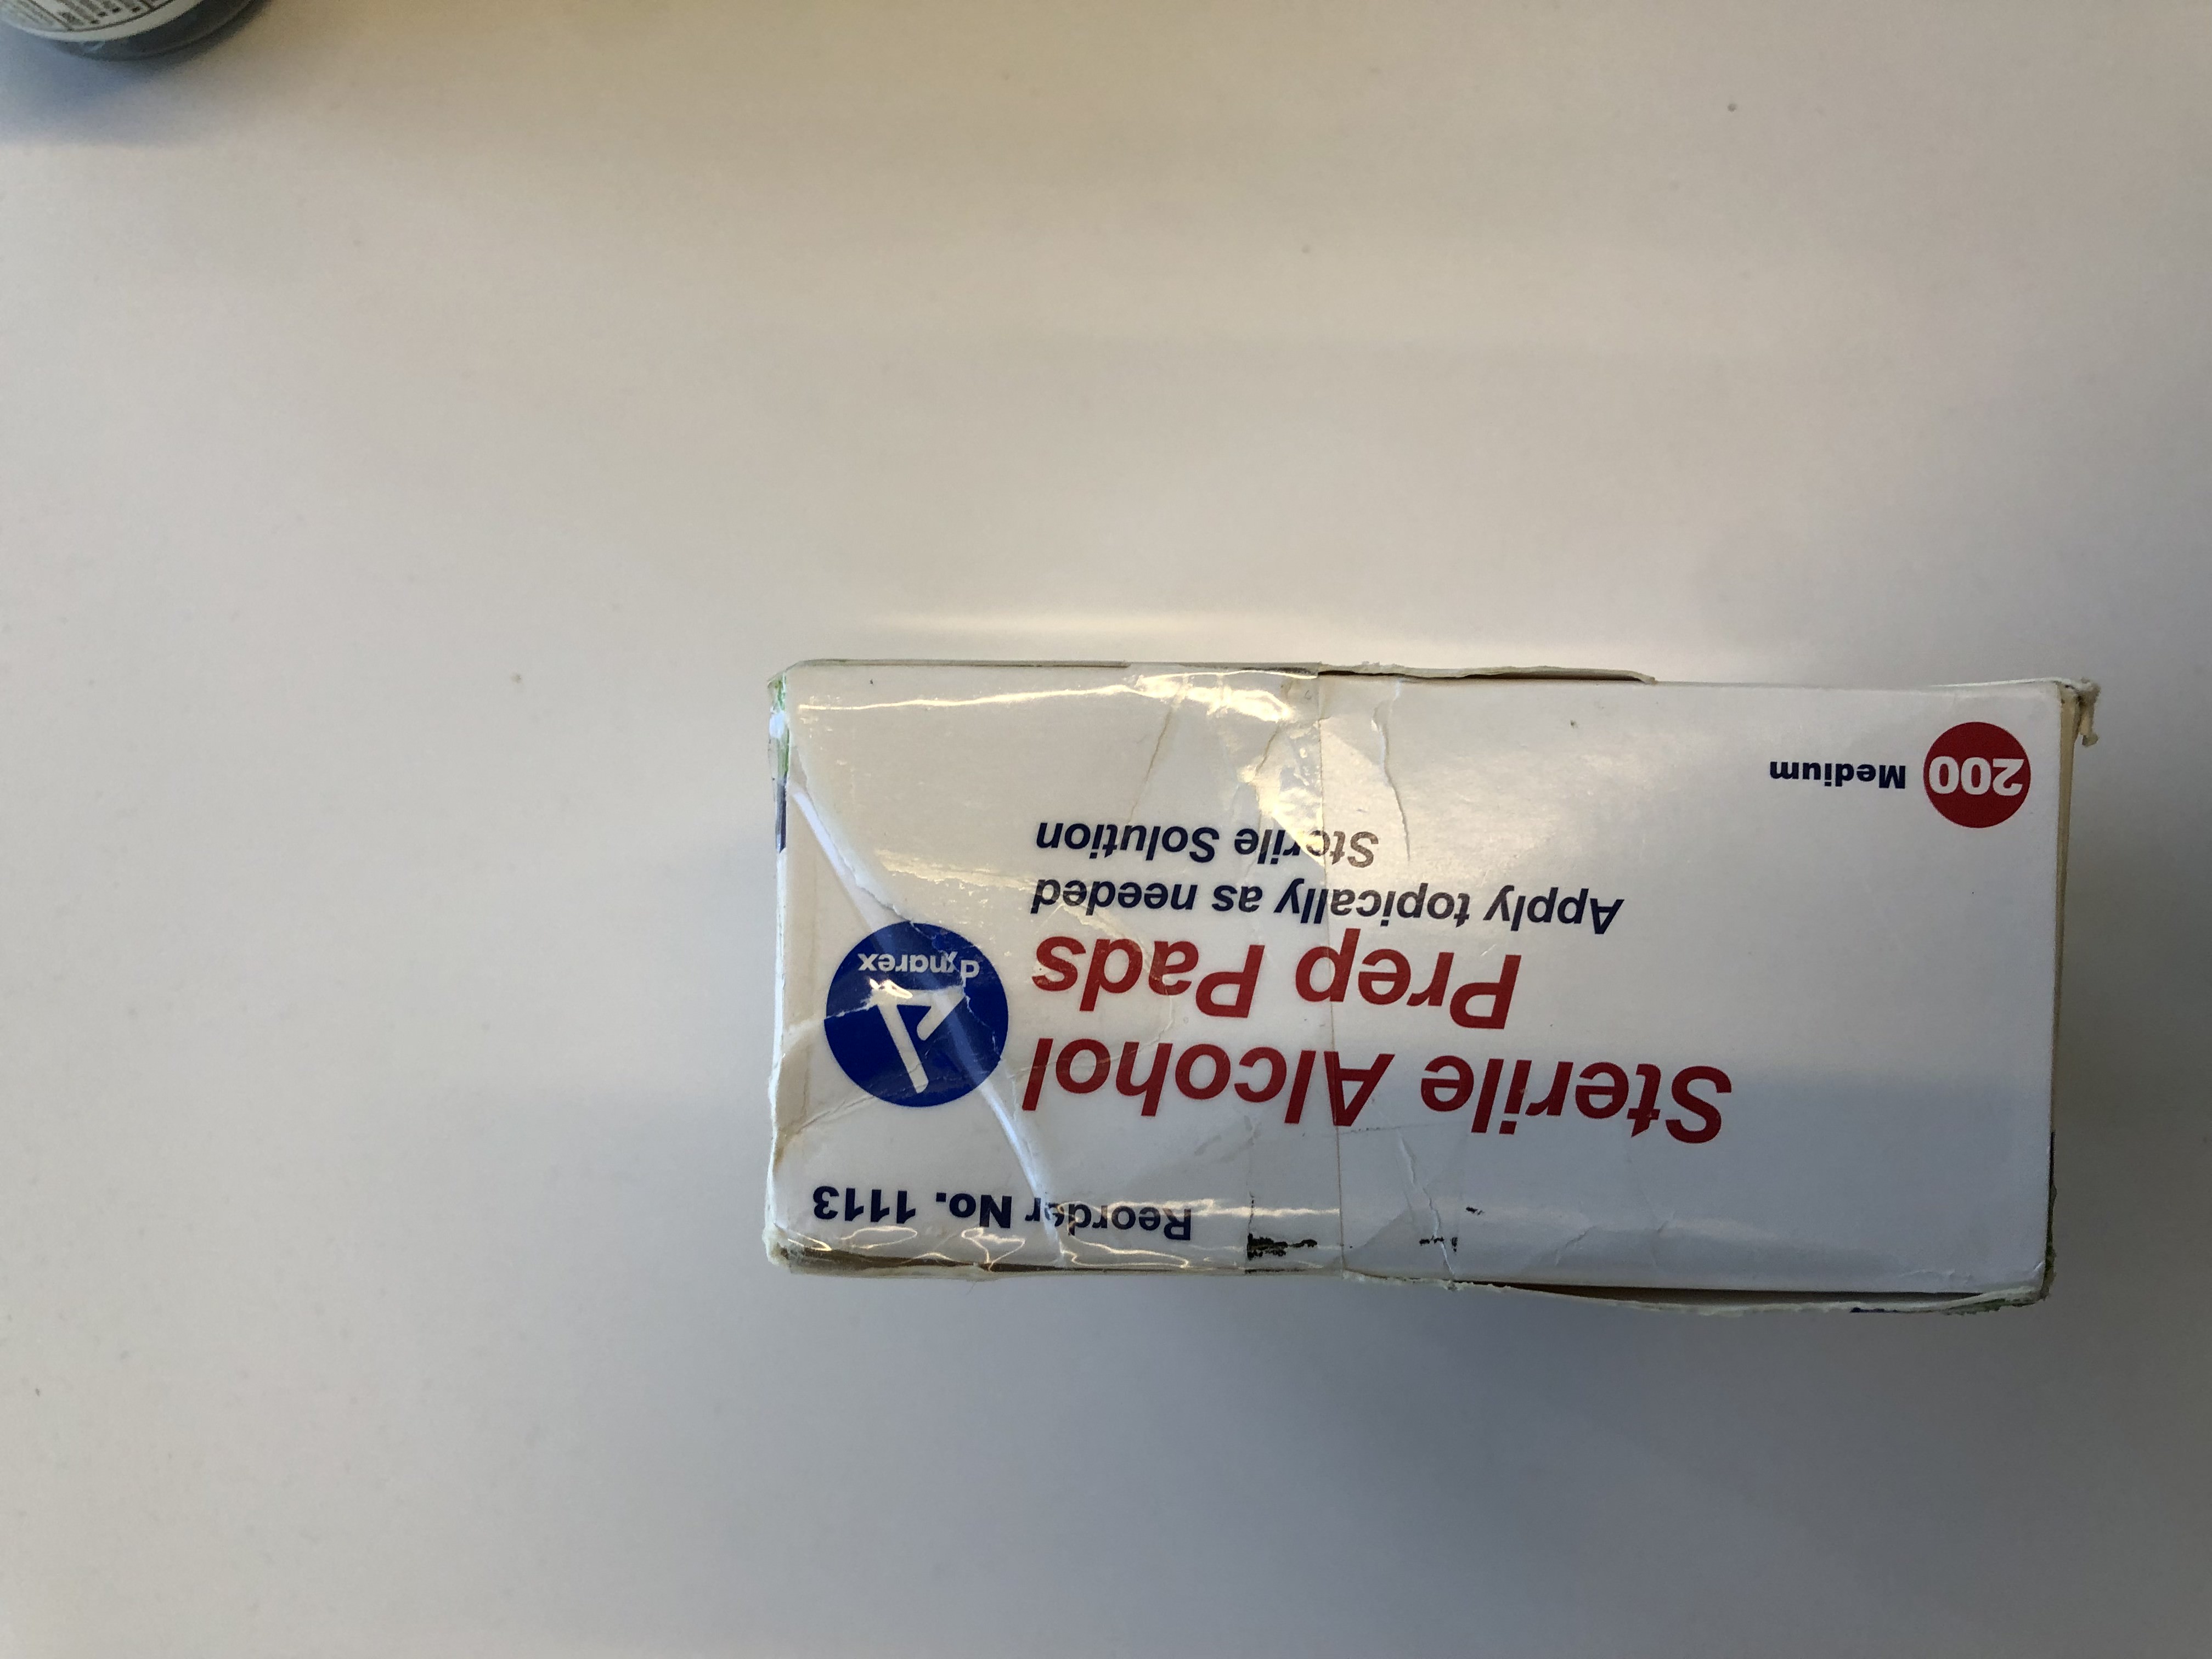 Reorder No. 1113
dynarex
Sterile Alcohol
Prep Pads
Apply topically as needed
Sterile Solution
200 Medium